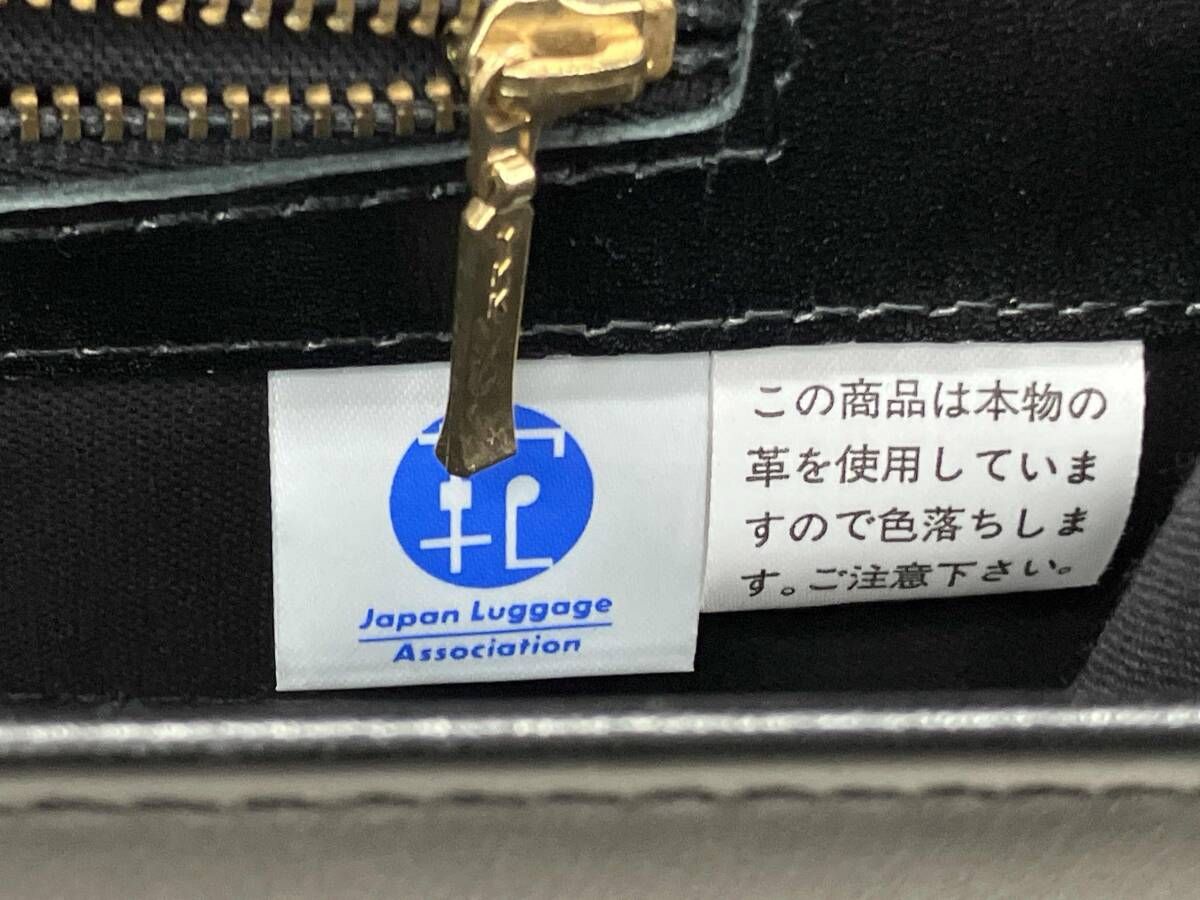 Japan Luggage
Association
この商品は本物の
革を使用していま
すので色落ちしま
す。ご注意下さい。